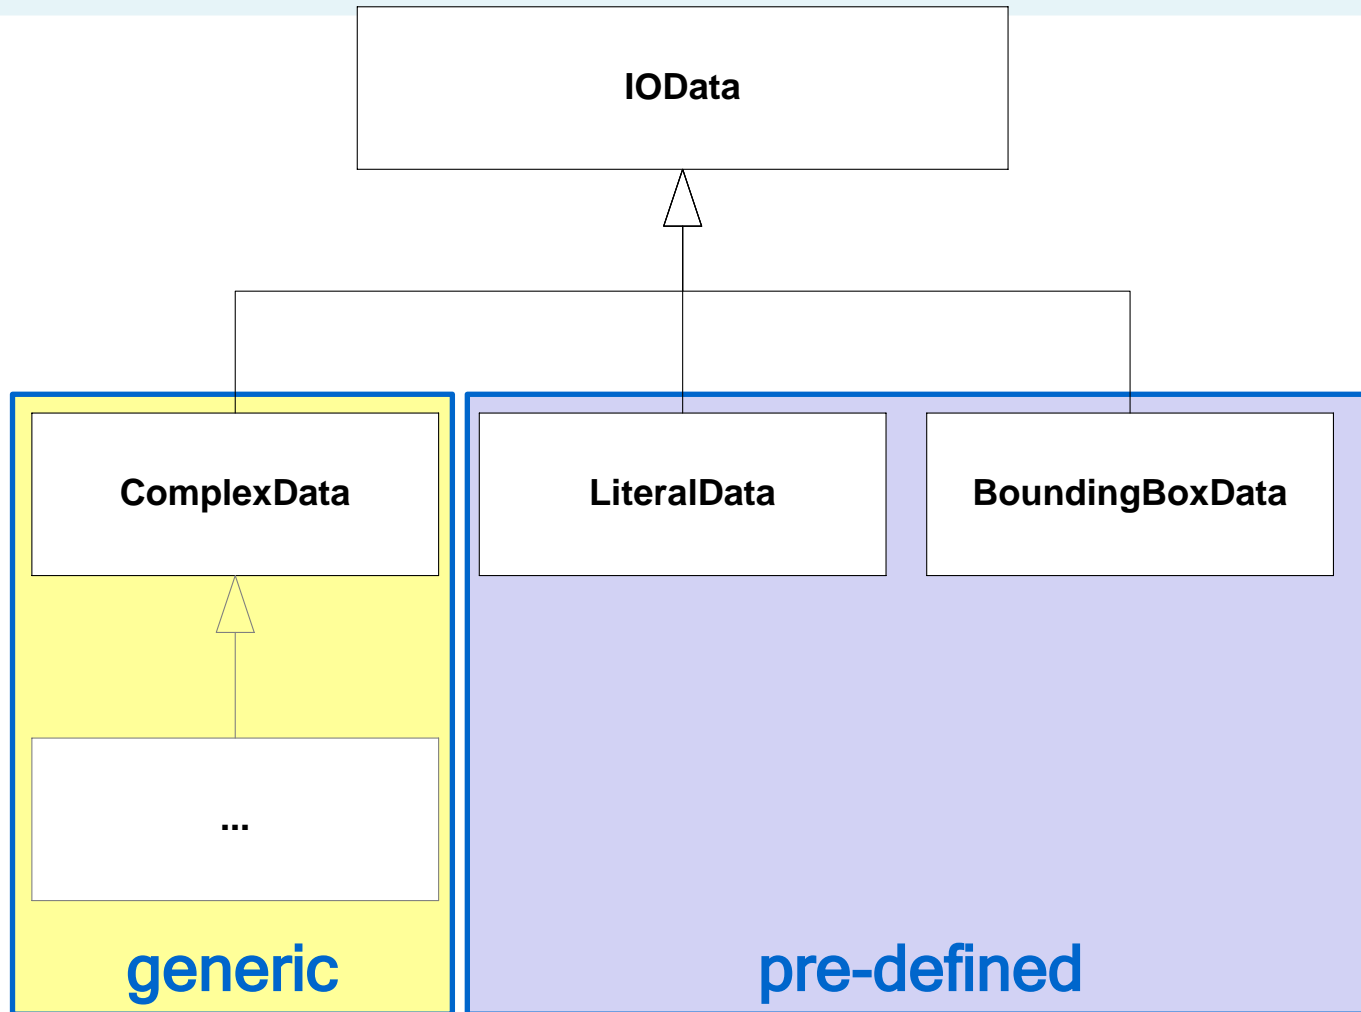 IOData
ComplexData
LiteralData
BoundingBoxData
...
generic
pre-defined